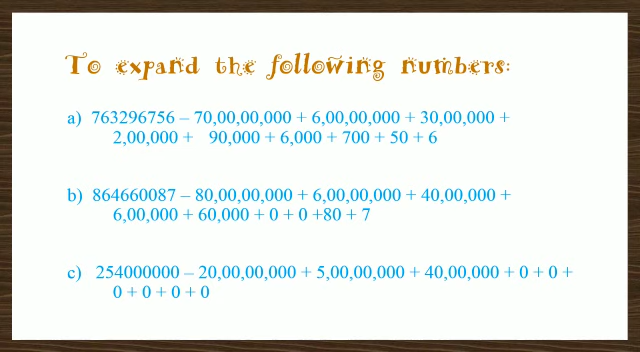 To expand the following numbers:
a) 763296756 – 70,00,00,000 + 6,00,00,000 + 30,00,000 +
2,00,000 + 90,000 + 6,000 + 700 + 50 + 6
b) 864660087 – 80,00,00,000 + 6,00,00,000 + 40,00,000 +
6,00,000 + 60,000 + 0 + 0 +80 + 7
c) 254000000 – 20,00,00,000 + 5,00,00,000 + 40,00,000 + 0 + 0 +
0 + 0 + 0 + 0